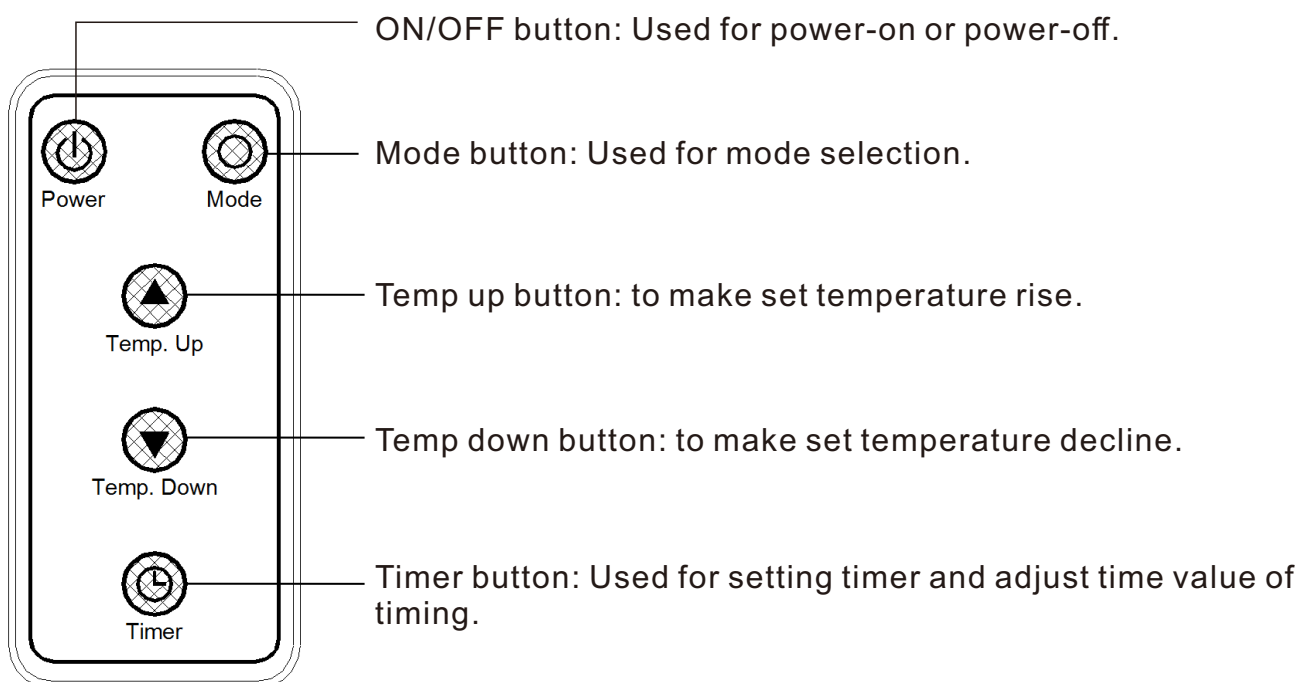 ON/OFF button: Used for power-on or power-off.
Power
Mode
Mode button: Used for mode selection.
Temp. Up
Temp up button: to make set temperature rise.
Temp. Down
Temp down button: to make set temperature decline.
Timer
Timer button: Used for setting timer and adjust time value of
timing.